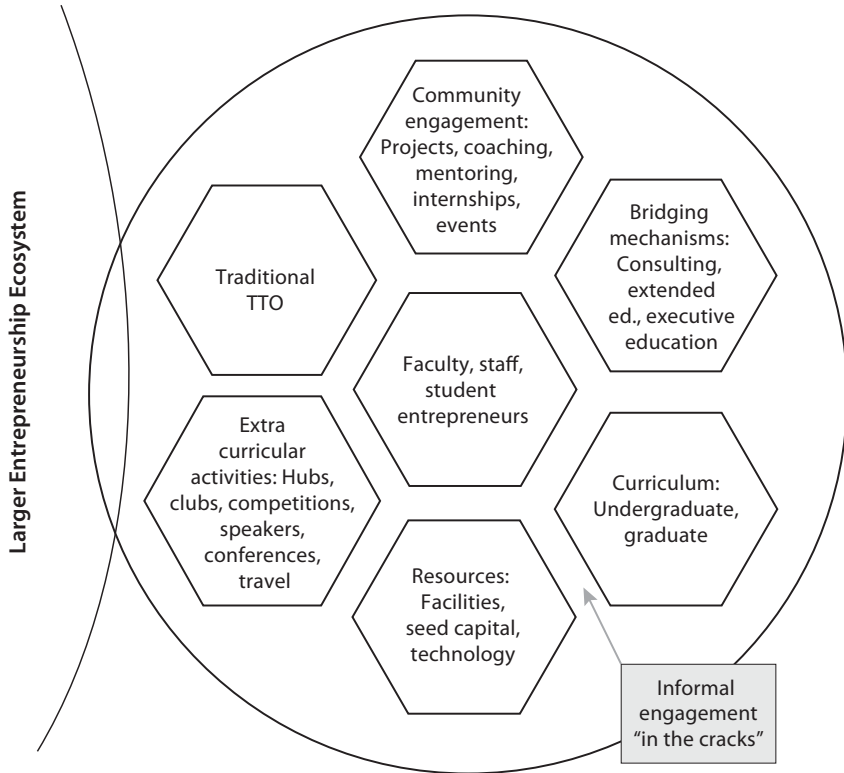 Larger Entrepreneurship Ecosystem
Community
engagement:
Projects, coaching,
mentoring,
internships,
events
Traditional
TTO
Bridging
mechanisms:
Consulting,
extended
ed., executive
education
Faculty, staff,
student
entrepreneurs
Extra
curricular
activities: Hubs,
clubs, competitions,
speakers,
conferences,
travel
Curriculum:
Undergraduate,
graduate
Resources:
Facilities,
seed capital,
technology
Informal
engagement
“in the cracks”